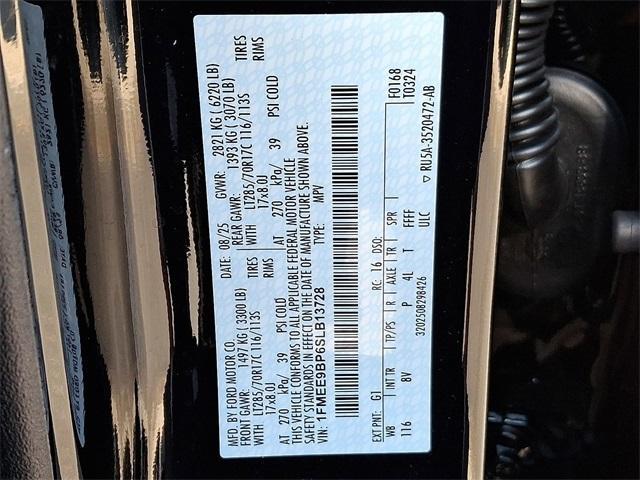 MFD. BY FORD MOTOR CO. DATE: 08/25 GVWR: 2821 KG ( 6220 LB)
FRONT GAWR: 1497 KG ( 3300 LB) REAR GAWR: 1393 KG ( 3070 LB)
WITH LT285/70R17C 116/113S TIRES WITH LT285/70R17C 116/113S TIRES
17x8.0J RIMS 17x8.0J RIMS
AT 270 kPa/ 39 PSI COLD AT 270 kPa/ 39 PSI COLD
THIS VEHICLE CONFORMS TO ALL APPLICABLE FEDERAL MOTOR VEHICLE
SAFETY STANDARDS IN EFFECT ON THE DATE OF MANUFACTURE SHOWN ABOVE.
VIN: 1FMEE9BP6SLB13728 TYPE: MPV
F0168
T0324
EXT PNT: G1 RC: 16 DSO:
WB INT TR TP/PS R AXLE TR SPR
116 8V P 4L T FFFF
ULC
3202508298426 ▽ RU5A-3520472-AB